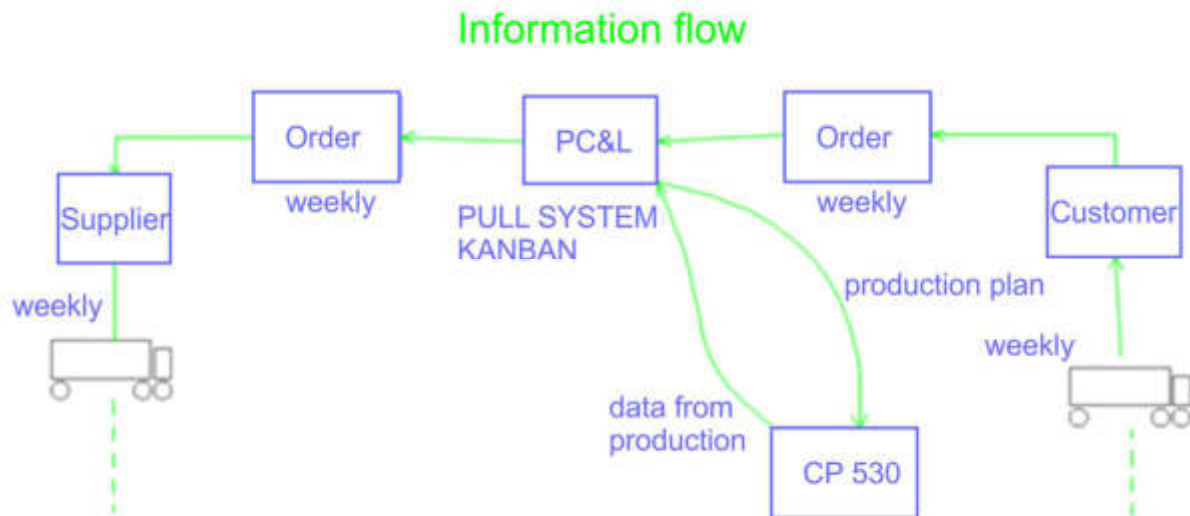 Information flow
Order
PC&L
Order
Supplier
weekly
PULL SYSTEM
KANBAN
weekly
Customer
weekly
production plan
weekly
data from
production
CP 530